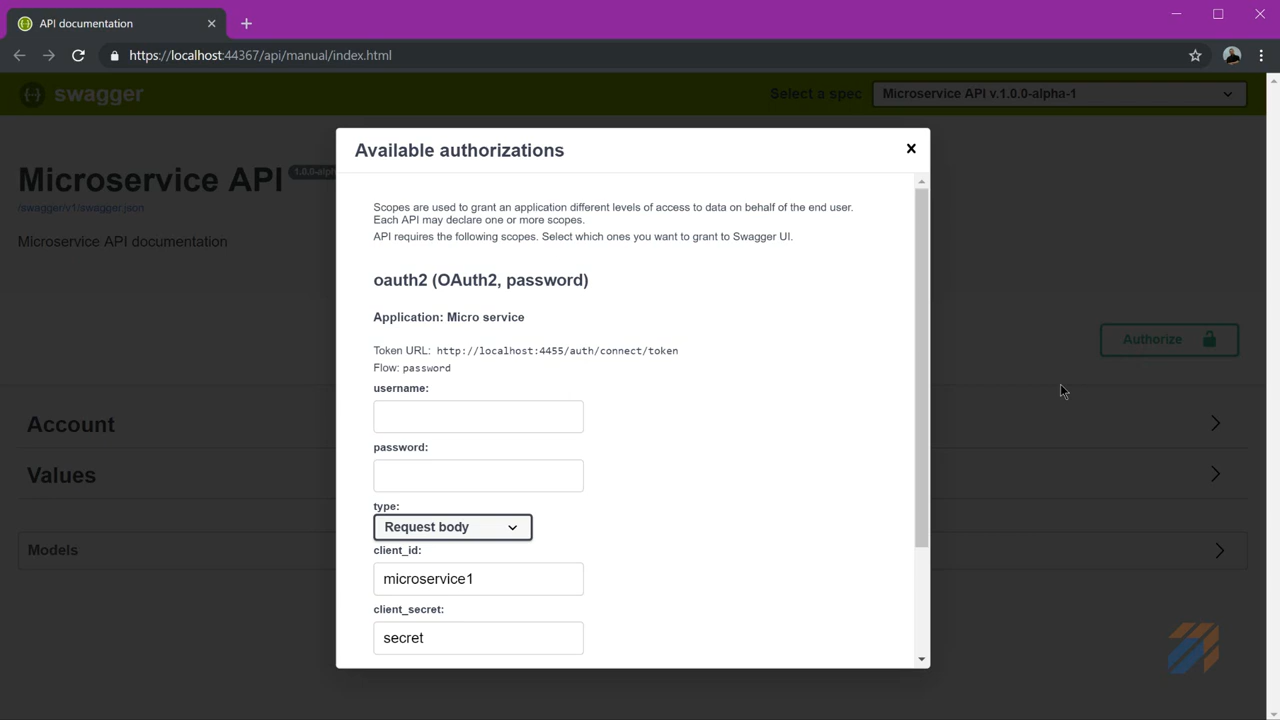 API documentation
https://localhost:44367/api/manual/index.html
swagger
Select a spec
Microservice API v.1.0.0-alpha-1
Microservice API
/swagger/v1/swagger.json
Microservice API documentation
Available authorizations
Scopes are used to grant an application different levels of access to data on behalf of the end user.
Each API may declare one or more scopes.
API requires the following scopes. Select which ones you want to grant to Swagger UI.
oauth2 (OAuth2, password)
Application: Micro service
Token URL: http://localhost:4455/auth/connect/token
Flow: password
username:
password:
type:
Request body
client_id:
microservice1
client_secret:
secret
Authorize
Account
Values
Models